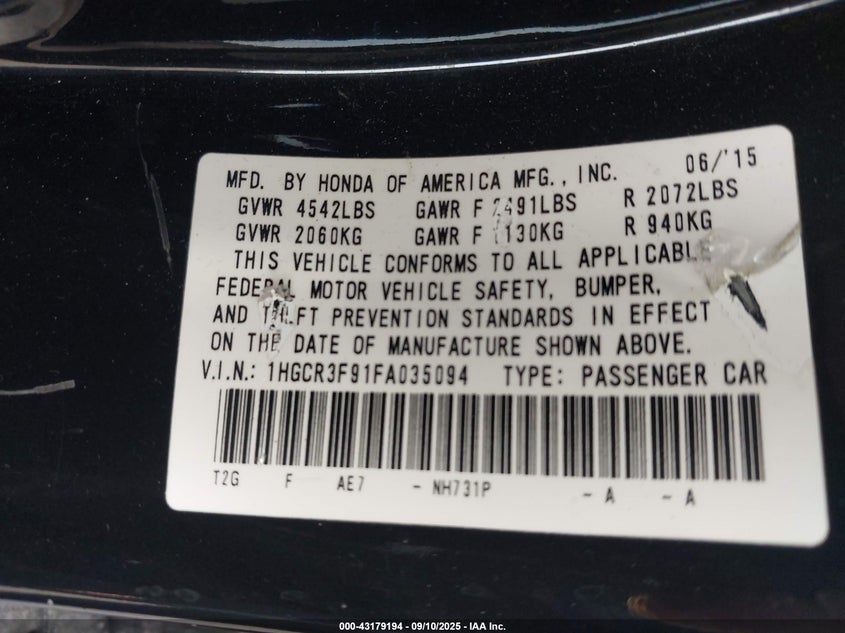 MFD. BY HONDA OF AMERICA MFG., INC. 06/'15
GVWR 4542LBS GAWR F 2491LBS R 2072LBS
GVWR 2060KG GAWR F 1130KG R 940KG
THIS VEHICLE CONFORMS TO ALL APPLICABLE
FEDERAL MOTOR VEHICLE SAFETY, BUMPER,
AND THEFT PREVENTION STANDARDS IN EFFECT
ON THE DATE OF MANUFACTURE SHOWN ABOVE.
V.I.N.: 1HGCR3F91FA035094 TYPE: PASSENGER CAR
T2G F AE7 - NH731P - A - A
000-43179194 - 09/10/2025 - IAA Inc.